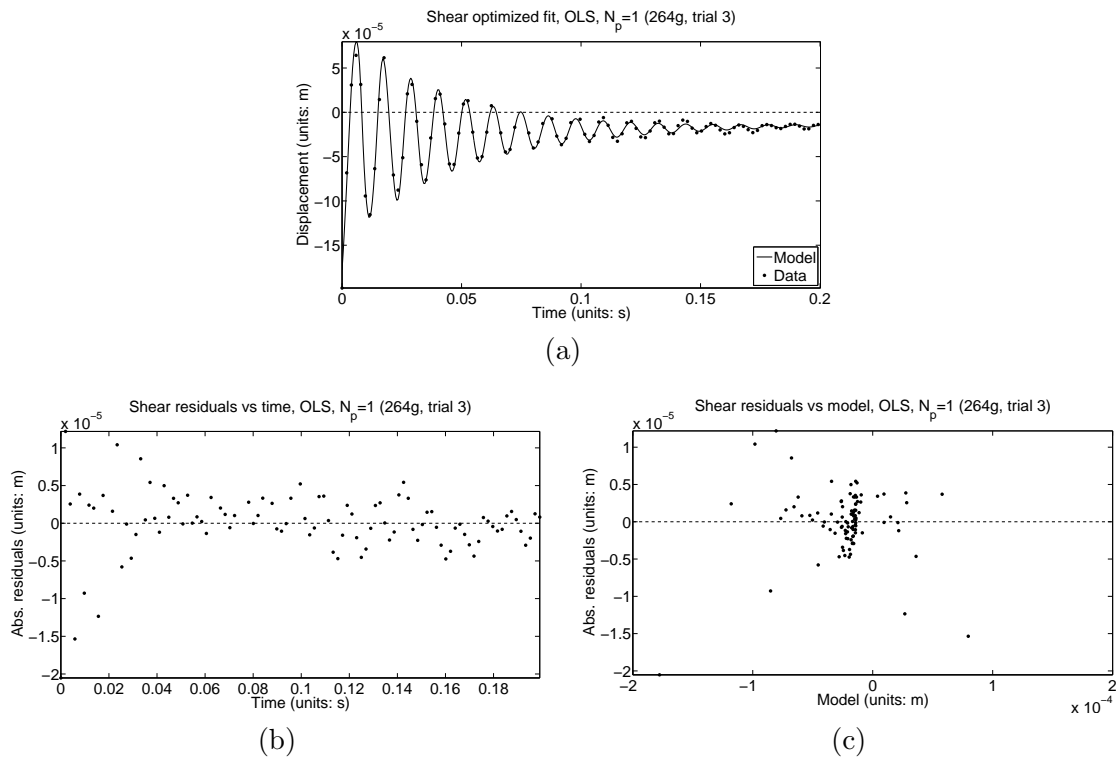 Shear optimized fit, OLS, N_p=1 (264g, trial 3)
x 10^-5
5
0
−5
−10
−15
Displacement (units: m)
Model
Data
0 0.05 0.1 0.15 0.2
Time (units: s)
(a)
Shear residuals vs time, OLS, N_p=1 (264g, trial 3)
x 10^-5
1
0.5
0
−0.5
−1
−1.5
−2
Abs. residuals (units: m)
0 0.02 0.04 0.06 0.08 0.1 0.12 0.14 0.16 0.18
Time (units: s)
(b)
Shear residuals vs model, OLS, N_p=1 (264g, trial 3)
x 10^-5
1
0.5
0
−0.5
−1
−1.5
−2
Abs. residuals (units: m)
−2 −1 0 1 2
Model (units: m)
x 10^-4
(c)